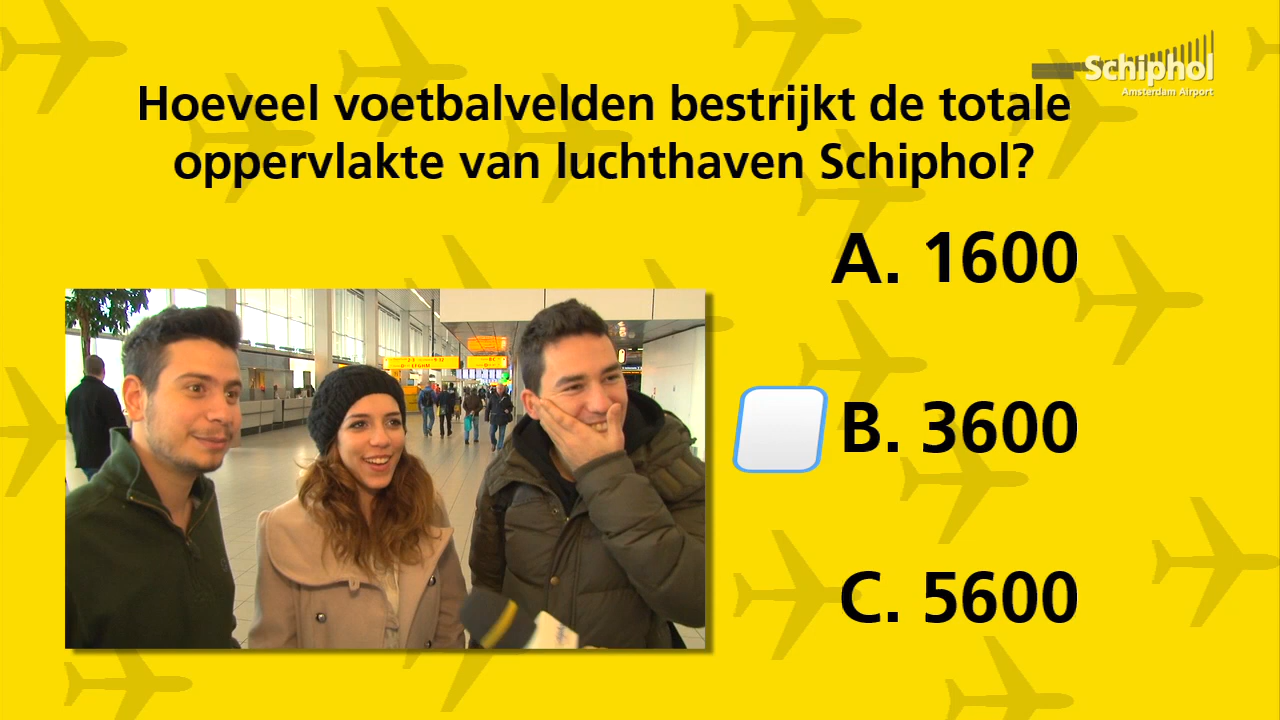 Schiphol
Amsterdam Airport
Hoeveel voetbalvelden bestrijkt de totale
oppervlakte van luchthaven Schiphol?
A. 1600
B. 3600
C. 5600